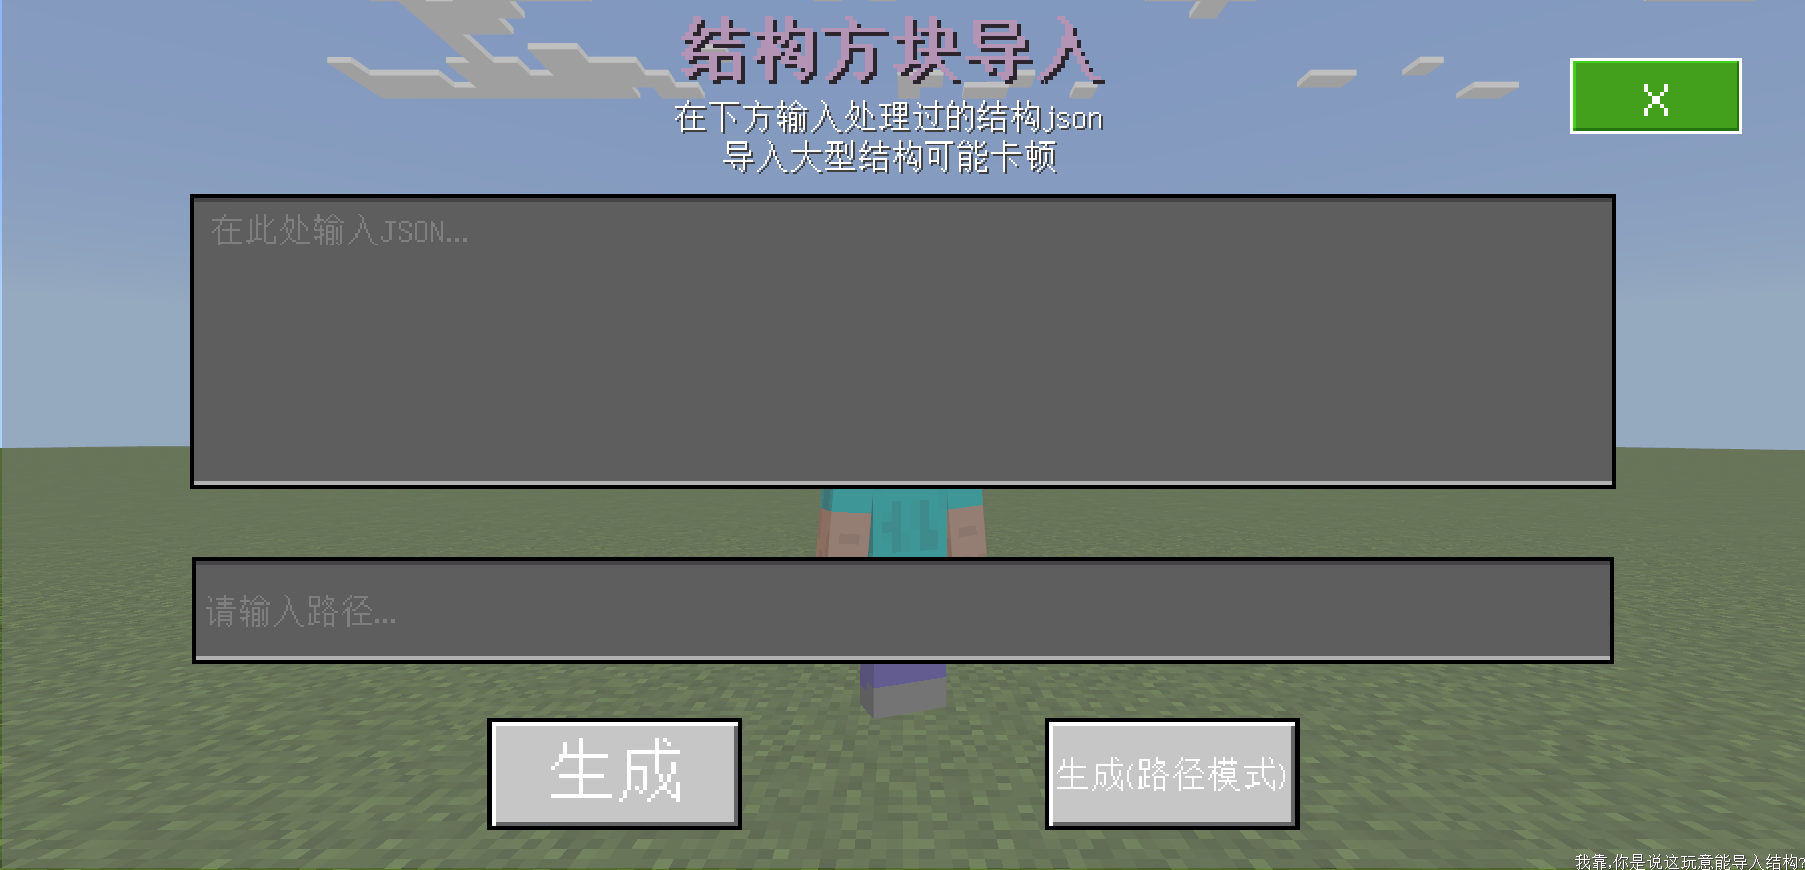 结构方块导入
X
在下方输入处理过的结构json
导入大型结构可能卡顿
在此处输入JSON...
请输入路径...
生成
生成(路径模式)
我靠,你是说这玩意能导入结构?